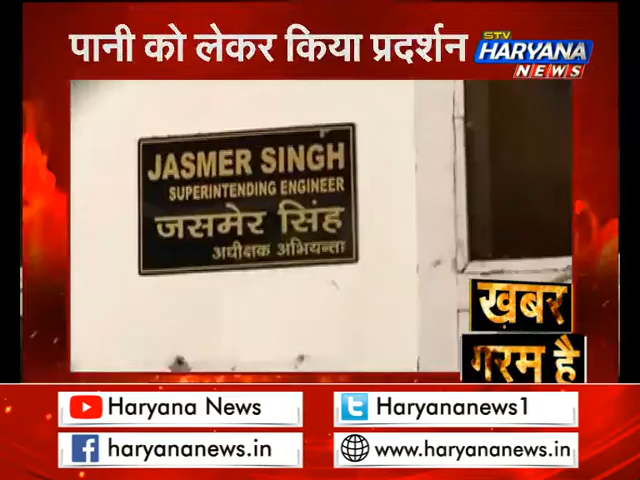 पानी को लेकर किया प्रदर्शन
STV
HARYANA
NEWS
JASMER SINGH
SUPERINTENDING ENGINEER
जसमेर सिंह
अधीक्षक अभियन्ता
ख़बर
गरम है
Haryana News
Haryananews1
haryananews.in
www.haryananews.in